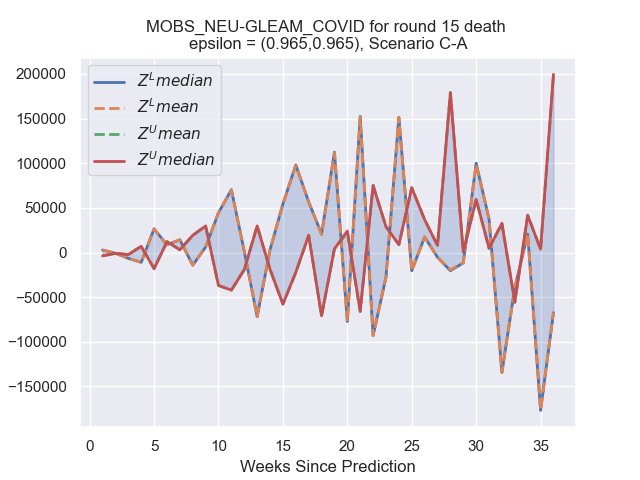 MOBS_NEU-GLEAM_COVID for round 15 death
epsilon = (0.965,0.965), Scenario C-A
200000
150000
100000
50000
0
−50000
−100000
−150000
Z^L median
Z^L mean
Z^U mean
Z^U median
0 5 10 15 20 25 30 35
Weeks Since Prediction